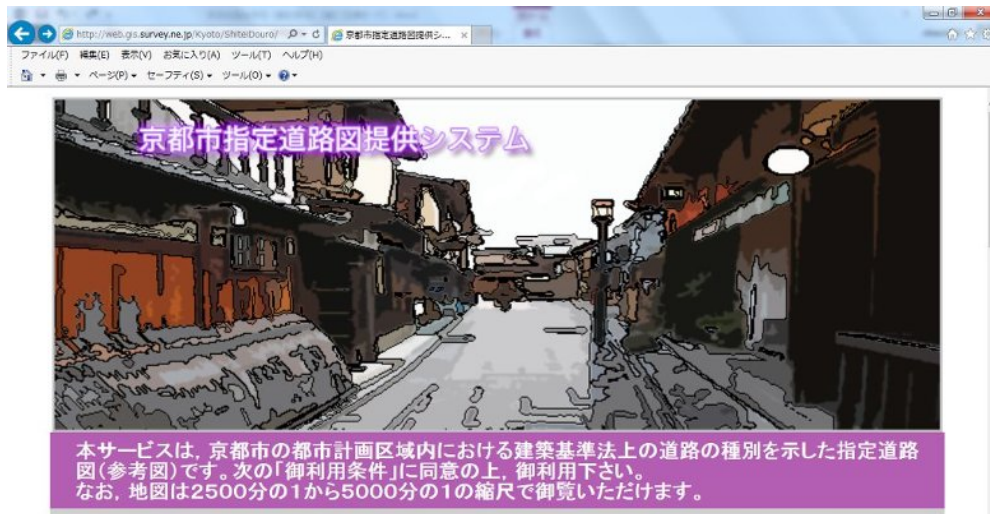 http://web.gis.survey.ne.jp/Kyoto/ShiteiDouro/
京都市指定道路図提供シ...
ファイル(F) 編集(E) 表示(V) お気に入り(A) ツール(T) ヘルプ(H)
ページ(P) セーフティ(S) ツール(O)
京都市指定道路図提供システム
本サービスは，京都市の都市計画区域内における建築基準法上の道路の種別を示した指定道路
図（参考図）です。次の「御利用条件」に同意の上，御利用下さい。
なお，地図は2500分の1から5000分の1の縮尺で御覧いただけます。